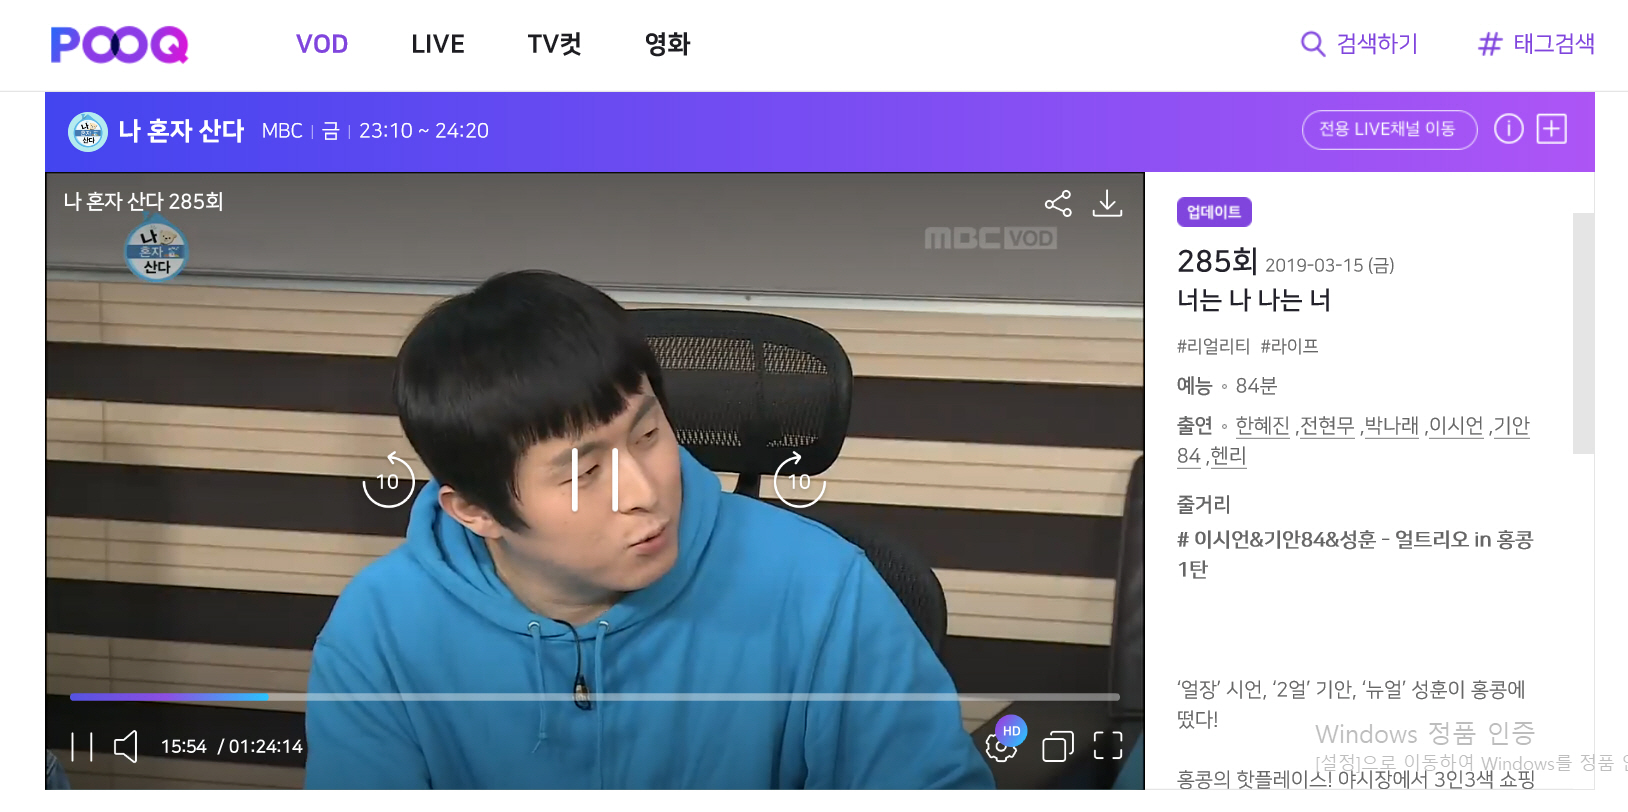 POOQ VOD LIVE TV컷 영화 검색하기 # 태그검색
나 혼자 산다 MBC 금 23:10 ~ 24:20 전용 LIVE채널 이동
나 혼자 산다 285회
나 혼자 산다
MBC VOD
10
10
15:54 / 01:24:14
HD
업데이트
285회 2019-03-15 (금)
너는 나 나는 너
#리얼리티 #라이프
예능 ∘ 84분
출연 ∘ 한혜진 ,전현무 ,박나래 ,이시언 ,기안
84 ,헨리
줄거리
# 이시언&기안84&성훈 - 얼트리오 in 홍콩
1탄
‘얼장’ 시언, ‘2얼’ 기안, ‘뉴얼’ 성훈이 홍콩에
떴다!
홍콩의 핫플레이스! 야시장에서 3인3색 쇼핑
Windows 정품 인증
[설정]으로 이동하여 Windows를 정품